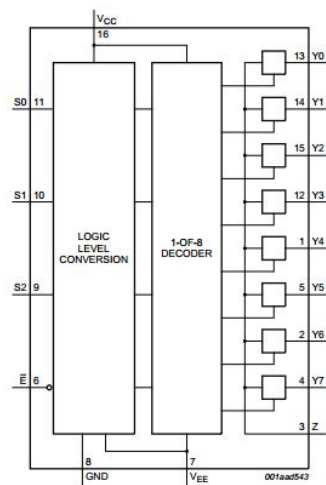 VCC
16
13 Y0
S0 11
14 Y1
15 Y2
S1 10
12 Y3
LOGIC
LEVEL
CONVERSION
1-OF-8
DECODER
1 Y4
S2 9
5 Y5
2 Y6
E 6
4 Y7
3 Z
8
GND
7
VEE
001aad543